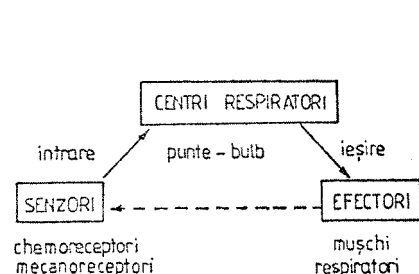 CENTRI RESPIRATORI
intrare
punte - bulb
ieșire
SENZORI
EFECTORI
chemoreceptori
mecanoreceptori
mușchi
respiratori